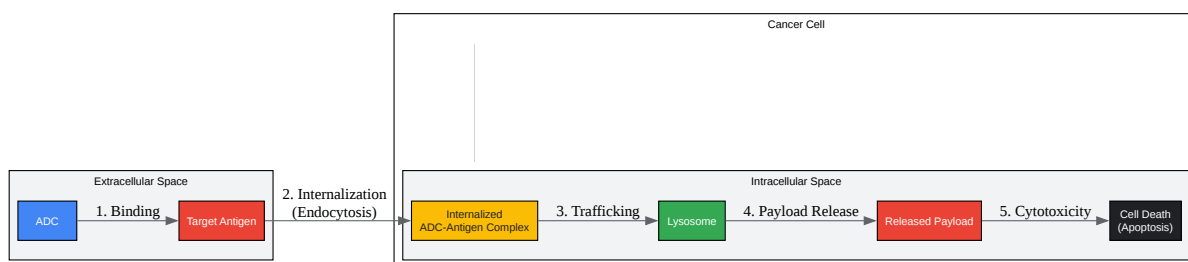 Cancer Cell
Extracellular Space
ADC
1. Binding
Target Antigen
2. Internalization
(Endocytosis)
Intracellular Space
Internalized
ADC-Antigen Complex
3. Trafficking
Lysosome
4. Payload Release
Released Payload
5. Cytotoxicity
Cell Death
(Apoptosis)